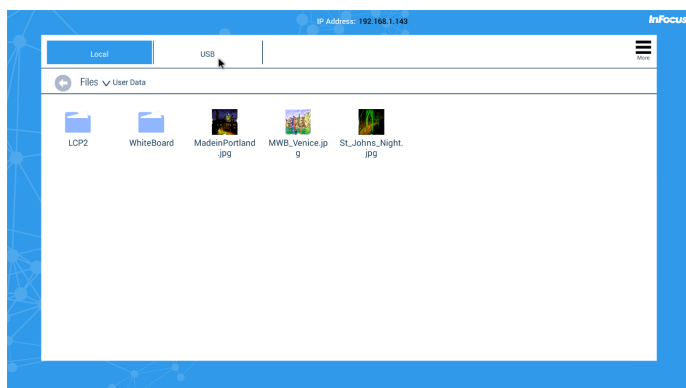 IP Address: 192.168.1.143
InFocus
Local
USB
More
Files
User Data
LCP2
WhiteBoard
MadeinPortland
.jpg
MWB_Venice.jp
g
St_Johns_Night.
jpg